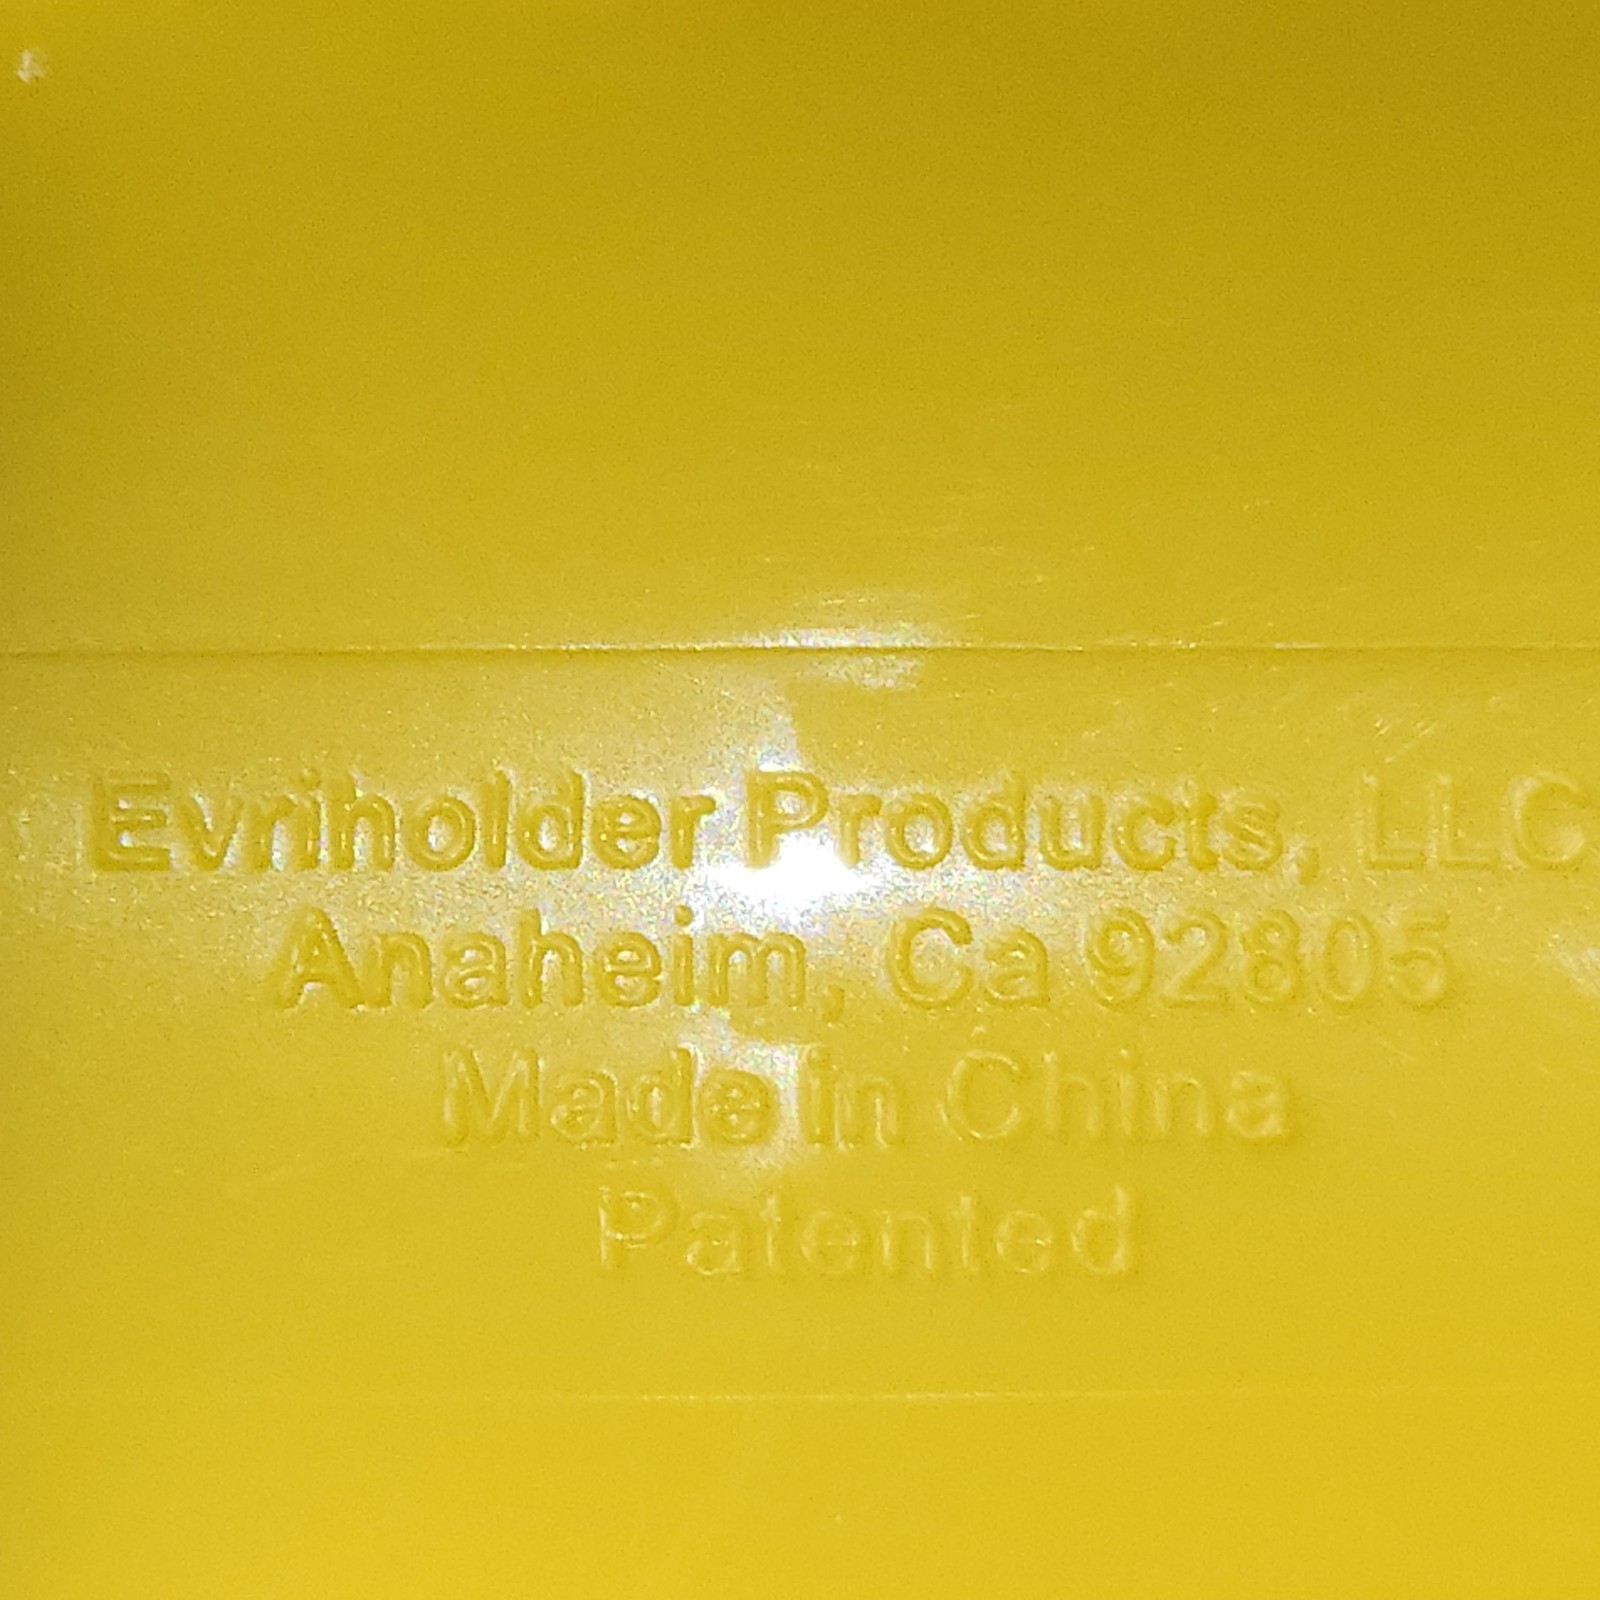 Evriholder Products, LLC
Anaheim, Ca 92805
Made in China
Patented